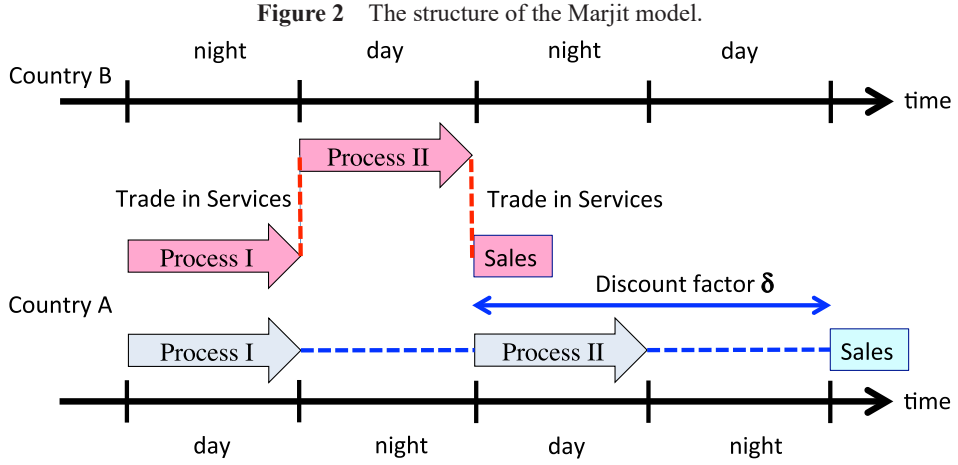 Figure 2 The structure of the Marjit model.
night day night day
Country B
time
Process II
Trade in Services Trade in Services
Process I Sales
Discount factor δ
Country A
Process I Process II Sales
time
day night day night